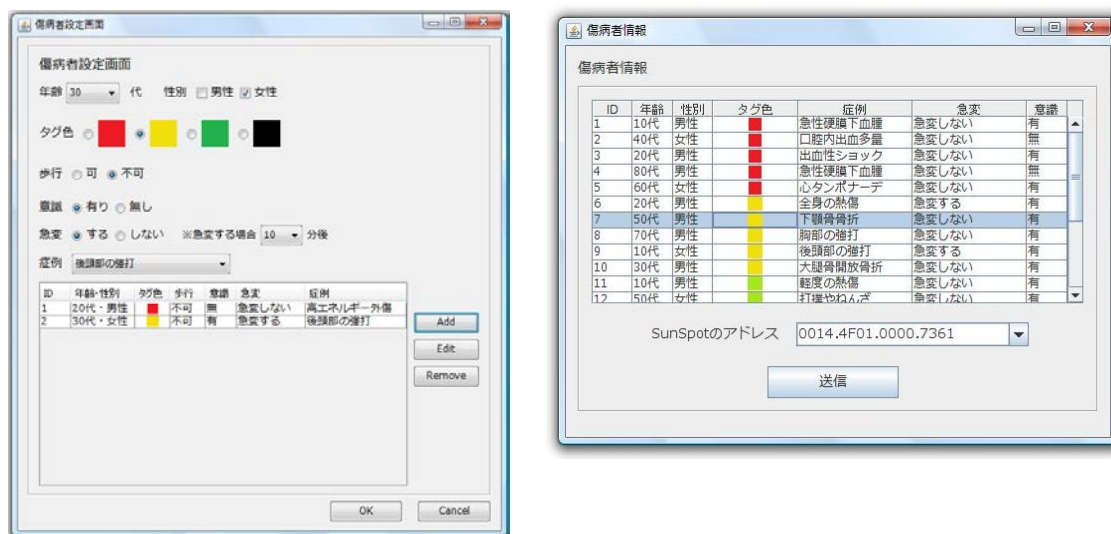 傷病者設定画面
傷病者設定画面
年齢 30 代 性別 男性 女性
タグ色
歩行 可 不可
意識 有り 無し
急変 する しない ※急変する場合 10 分後
症例 後頭部の強打
ID 年齢・性別 タグ色 歩行 意識 急変 症例
1 20代・男性 不可 無 急変しない 高エネルギー外傷
2 30代・女性 不可 有 急変する 後頭部の強打
Add
Edit
Remove
OK Cancel
傷病者情報
傷病者情報
ID 年齢 性別 タグ色 症例 急変 意識
1 10代 男性 急性硬膜下血腫 急変しない 有
2 40代 女性 口腔内出血多量 急変しない 無
3 20代 男性 出血性ショック 急変しない 有
4 80代 男性 急性硬膜下血腫 急変しない 無
5 60代 女性 心タンポナーデ 急変しない 有
6 20代 男性 全身の熱傷 急変する 有
7 50代 男性 下顎骨骨折 急変しない 有
8 70代 男性 胸部の強打 急変しない 有
9 10代 女性 後頭部の強打 急変する 有
10 30代 男性 大腿骨開放骨折 急変しない 有
11 10代 男性 軽度の熱傷 急変しない 有
12 50代 女性 打撲やねんざ 急変しない 有
SunSpotのアドレス 0014.4F01.0000.7361
送信